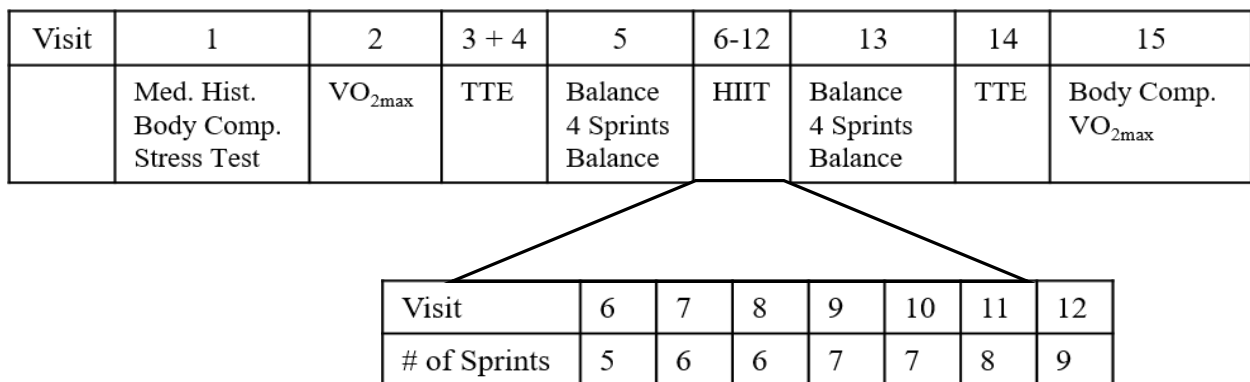 Visit 1 2 3 + 4 5 6-12 13 14 15
Med. Hist. VO2max TTE Balance HIIT Balance TTE Body Comp.
Body Comp. 4 Sprints 4 Sprints VO2max
Stress Test Balance Balance
Visit 6 7 8 9 10 11 12
# of Sprints 5 6 6 7 7 8 9